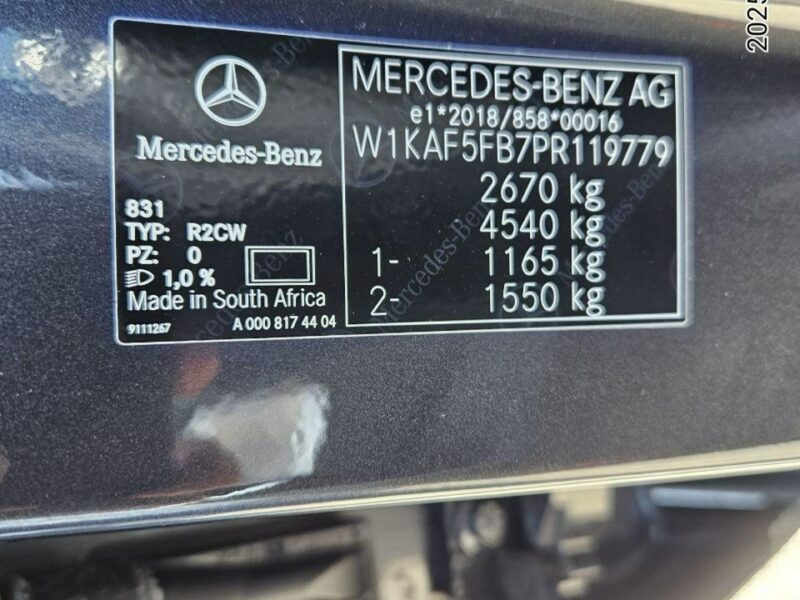 2025
Mercedes-Benz
831
TYP: R2CW
PZ: 0
1,0 %
Made in South Africa
9111267 A 000 817 44 04
MERCEDES-BENZ AG
e1*2018/858*00016
W1KAF5FB7PR119779
2670 kg
4540 kg
1- 1165 kg
2- 1550 kg